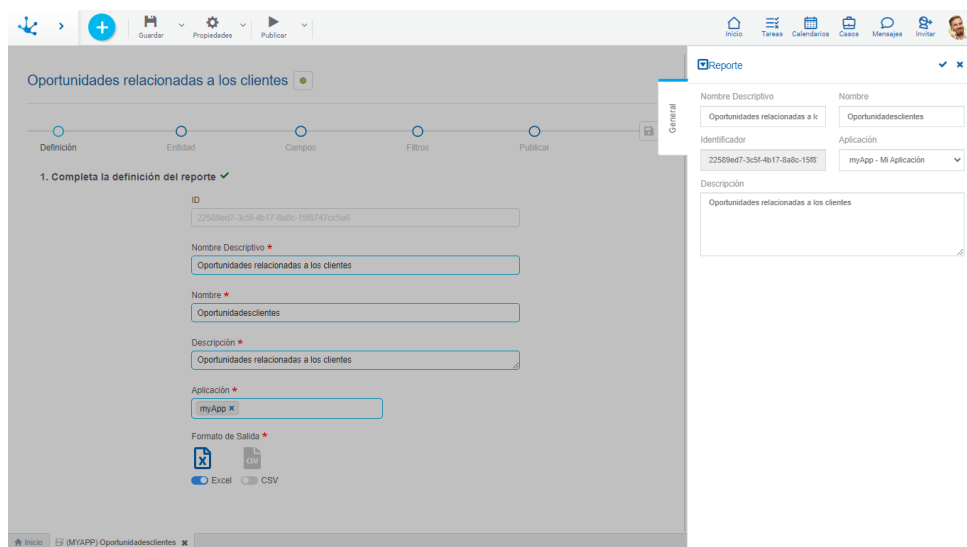 Guardar
Propiedades
Publicar
Inicio
Tareas
Calendarios
Casos
Mensajes
Invitar
Oportunidades relacionadas a los clientes
Definición
Entidad
Campos
Filtros
Publicar
1. Completa la definición del reporte
ID
22589ed7-3c5f-4b17-8a8c-15f8747cc5a6
Nombre Descriptivo *
Oportunidades relacionadas a los clientes
Nombre *
Oportunidadesclientes
Descripción *
Oportunidades relacionadas a los clientes
Aplicación *
myApp ×
Formato de Salida *
CSV
Excel
CSV
General
Reporte
Nombre Descriptivo
Nombre
Oportunidades relacionadas a lo
Oportunidadesclientes
Identificador
Aplicación
22589ed7-3c5f-4b17-8a8c-15f8
myApp - Mi Aplicación
Descripción
Oportunidades relacionadas a los clientes
Inicio
(MYAPP) Oportunidadesclientes